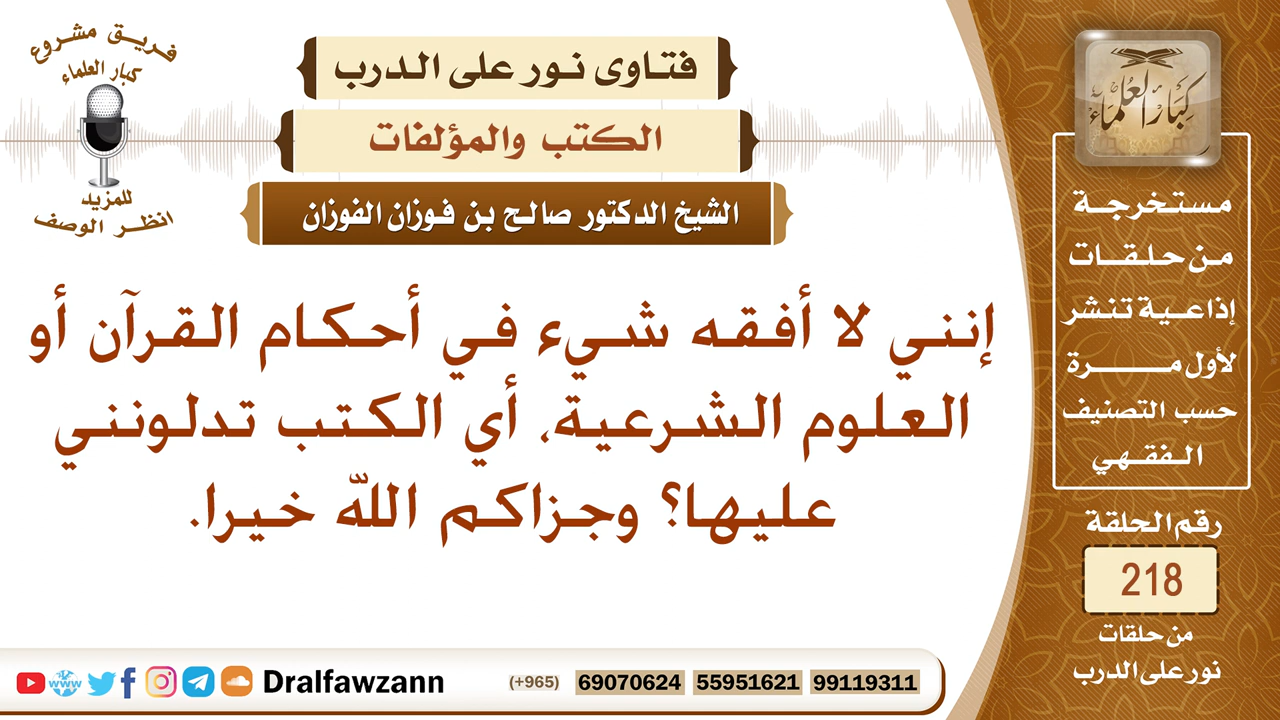 فريق مشروع
كبار العلماء
للمزيد
انظر الوصف
فتاوى نور على الدرب
الكتب والمؤلفات
الشيخ الدكتور صالح بن فوزان الفوزان
إنني لا أفقه شيء في أحكام القرآن أو
العلوم الشرعية، أي الكتب تدلونني
عليها؟ وجزاكم الله خيرا.
كبار العلماء
مستخرجة
من حلقات
إذاعية تنشر
لأول مرة
حسب التصنيف
الفقهي
رقم الحلقة
218
من حلقات
نور على الدرب
www
Dralfawzann (+965) 69070624 55951621 99119311